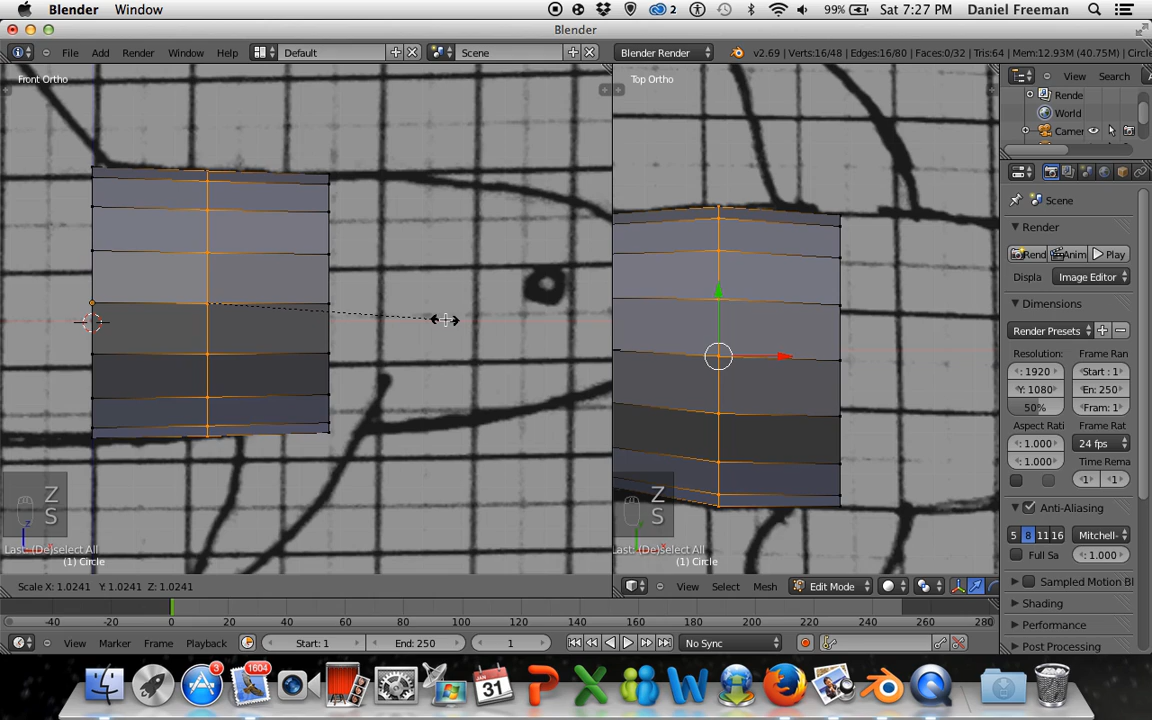 Blender Window 2 99% Sat 7:27 PM Daniel Freeman
Blender
File Add Render Window Help Default Scene Blender Render v2.69 | Verts:16/48 | Edges:16/80 | Faces:0/32 | Tris:64 | Mem:12.93M (40.75M) | Circle
Front Ortho
Top Ortho
View Search
Rende
World
Camer
Scene
Render
Rend Anim Play
Displa Image Editor
Dimensions
Render Presets
Resolution: Frame Ran
: 1920 Start : 1
Y: 1080 En: 250
50% Fram: 1
Aspect Rati Frame Rat
: 1.000 24 fps
: 1.000 Time Rema
1 1
Anti-Aliasing
5 8 11 16 Mitchell-
Full Sa : 1.000
Sampled Motion Bl
Shading
Performance
Post Processing
Z
S
Last: (De)select All
(1) Circle
Z
S
Last: (De)select All
(1) Circle
Scale X: 1.0241 Y: 1.0241 Z: 1.0241
View Select Mesh Edit Mode
-40 -20 0 20 40 60 80 100 120 140 160 180 200 220 240 260 280
View Marker Frame Playback Start: 1 End: 250 1 No Sync
3 1604
JAN
31